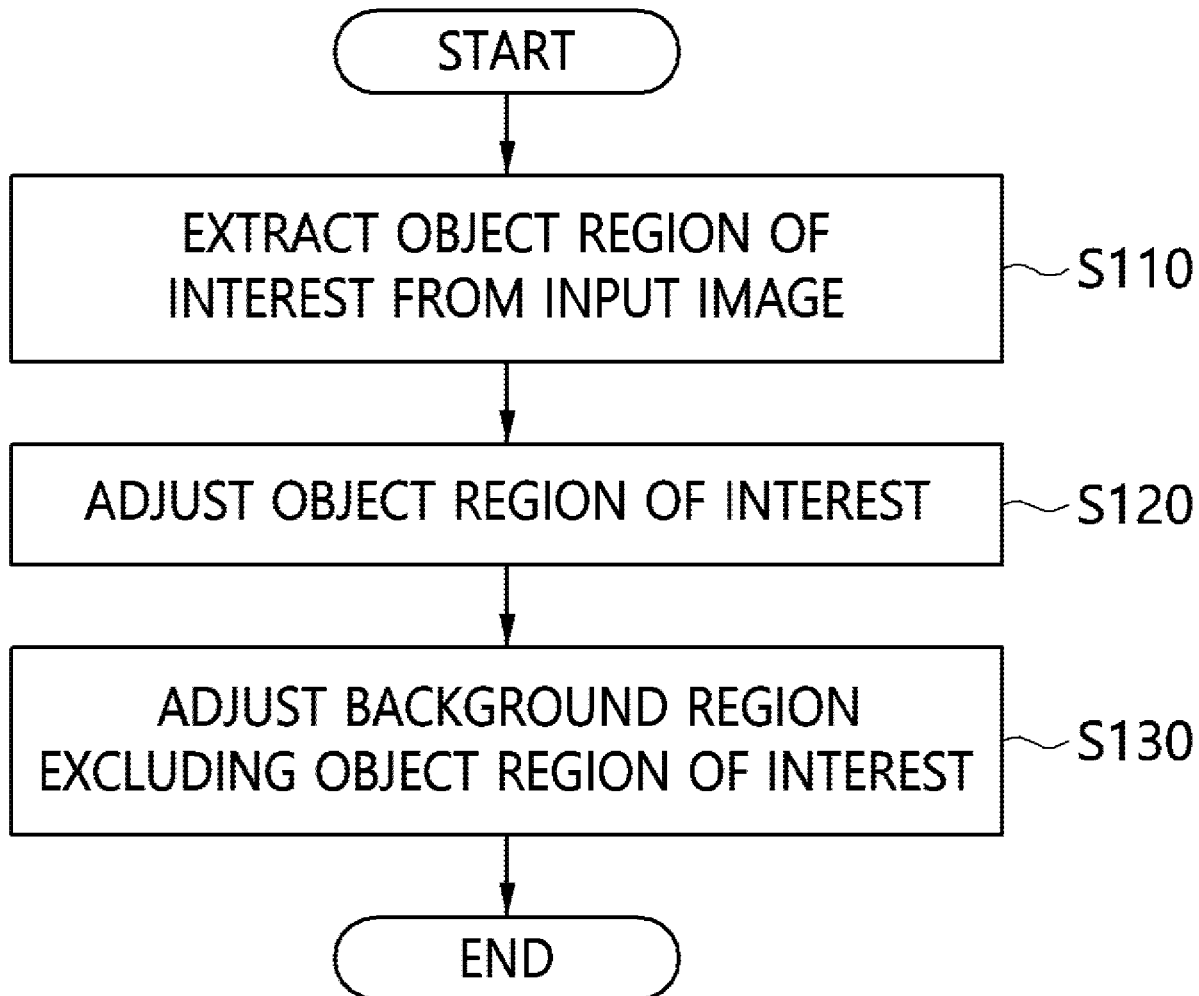 START
EXTRACT OBJECT REGION OF
INTEREST FROM INPUT IMAGE
S110
ADJUST OBJECT REGION OF INTEREST
S120
ADJUST BACKGROUND REGION
EXCLUDING OBJECT REGION OF INTEREST
S130
END